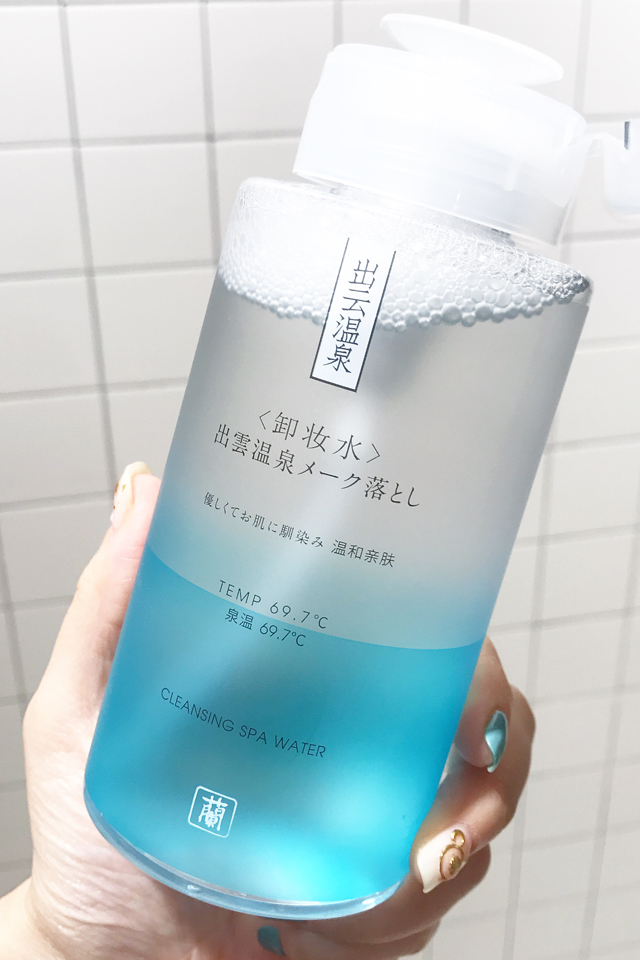 出云温泉
〈卸妆水〉
出雲温泉メーク落とし
優しくてお肌に馴染み 温和亲肤
TEMP 69.7℃
泉温 69.7℃
CLEANSING SPA WATER
蘭